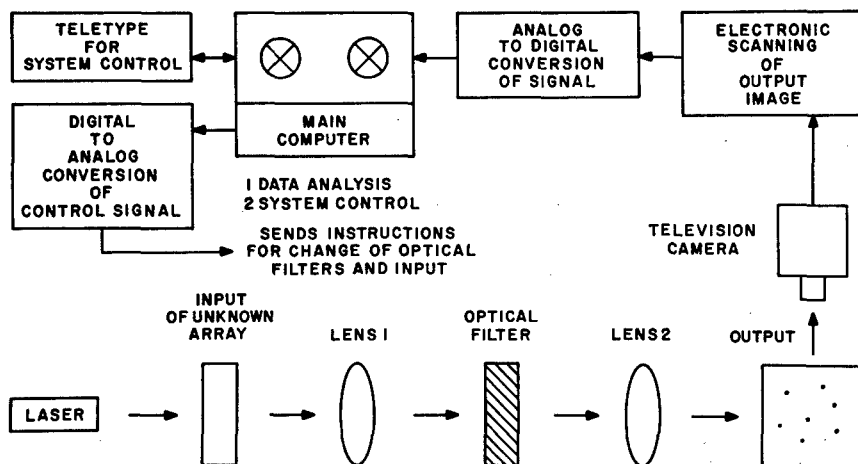 TELETYPE
FOR
SYSTEM CONTROL
MAIN
COMPUTER
ANALOG
TO DIGITAL
CONVERSION
OF SIGNAL
ELECTRONIC
SCANNING
OF
OUTPUT
IMAGE
DIGITAL
TO
ANALOG
CONVERSION
OF
CONTROL SIGNAL
1 DATA ANALYSIS
2 SYSTEM CONTROL
SENDS INSTRUCTIONS
FOR CHANGE OF OPTICAL
FILTERS AND INPUT
TELEVISION
CAMERA
INPUT
OF UNKNOWN
ARRAY
LENS 1
OPTICAL
FILTER
LENS 2
OUTPUT
LASER